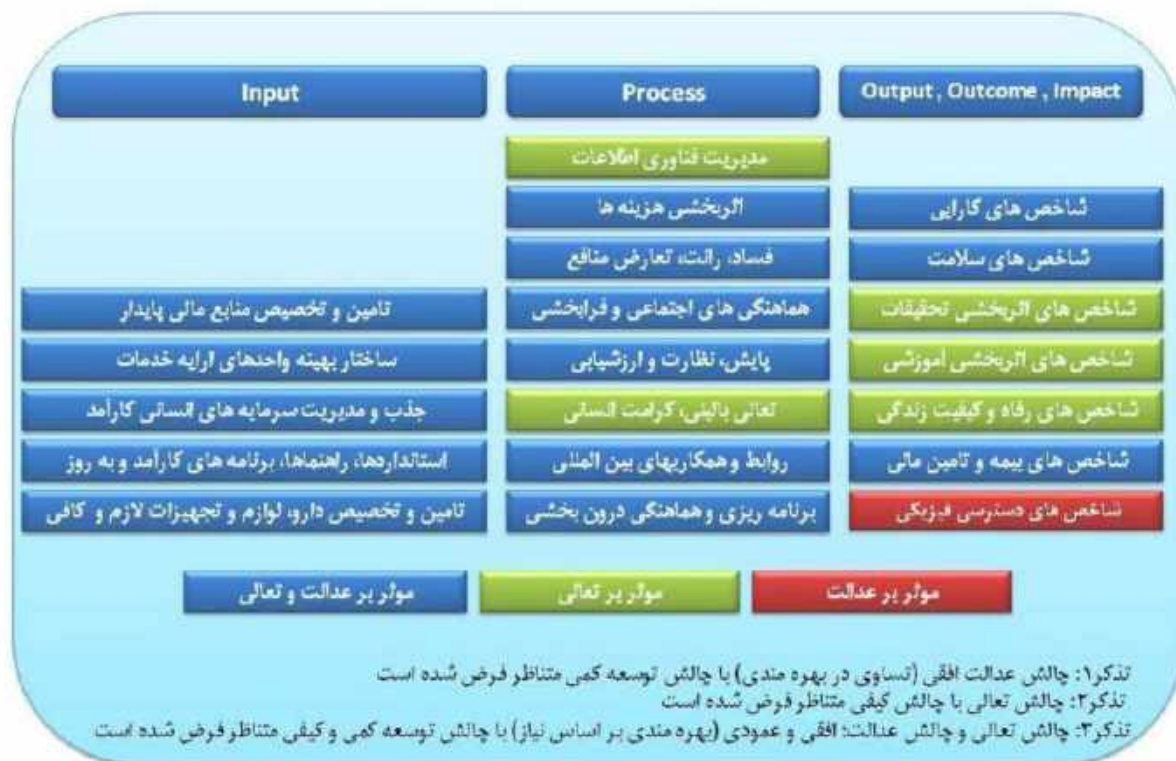 Input
Process
Output , Outcome , Impact
مدیریت فناوری اطلاعات
اثربخشی هزینه ها
فساد، رانت، تعارض منافع
هماهنگی های اجتماعی و فرابخشی
پایش، نظارت و ارزشیابی
تعالی بالینی، کرامت انسانی
روابط و همکاریهای بین المللی
برنامه ریزی و هماهنگی درون بخشی
شاخص های کارایی
شاخص های سلامت
شاخص های اثربخشی تحقیقات
شاخص های اثربخشی آموزشی
شاخص های رفاه و کیفیت زندگی
شاخص های بیمه و تامین مالی
شاخص های دسترسی فیزیکی
تامین و تخصیص منابع مالی پایدار
ساختار بهینه واحدهای ارایه خدمات
جذب و مدیریت سرمایه های انسانی کارآمد
استانداردها، راهنماها، برنامه های کارآمد و به روز
تامین و تخصیص دارو، لوازم و تجهیزات لازم و کافی
موثر بر عدالت
موثر بر تعالی
موثر بر عدالت و تعالی
تذکر۱: چالش عدالت افقی (تساوی در بهره مندی) با چالش توسعه کمی متناظر فرض شده است
تذکر۲: چالش تعالی با چالش کیفی متناظر فرض شده است
تذکر۳: چالش تعالی و چالش عدالت: افقی و عمودی (بهره مندی بر اساس نیاز) با چالش توسعه کمی و کیفی متناظر فرض شده است